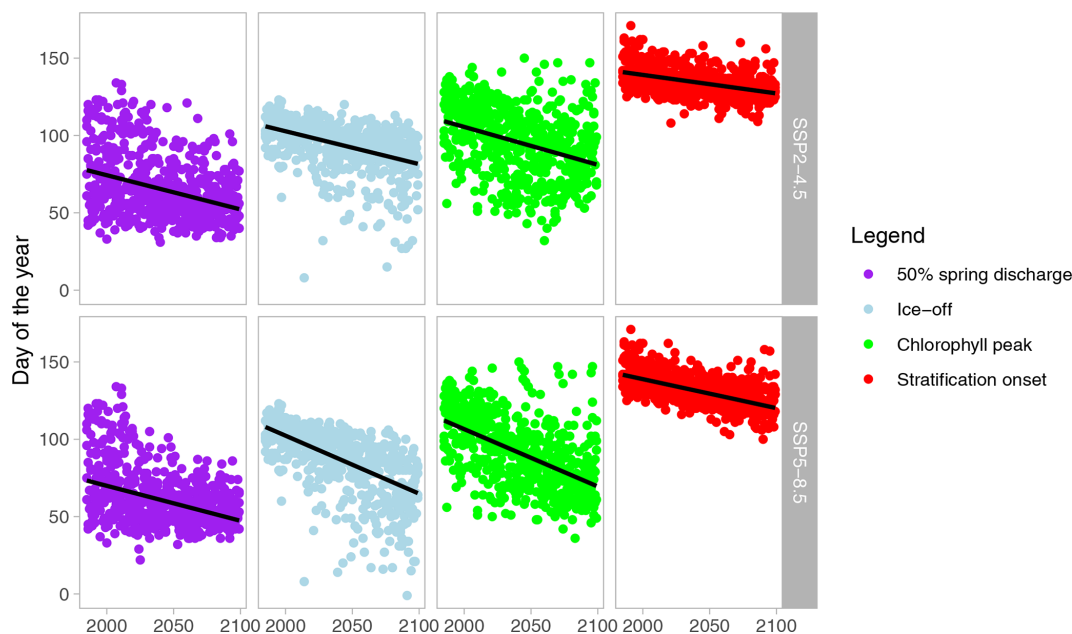 Day of the year
150
100
50
0
SSP2−4.5
150
100
50
0
SSP5−8.5
2000 2050 2100 2000 2050 2100 2000 2050 2100 2000 2050 2100
Legend
50% spring discharge
Ice−off
Chlorophyll peak
Stratification onset